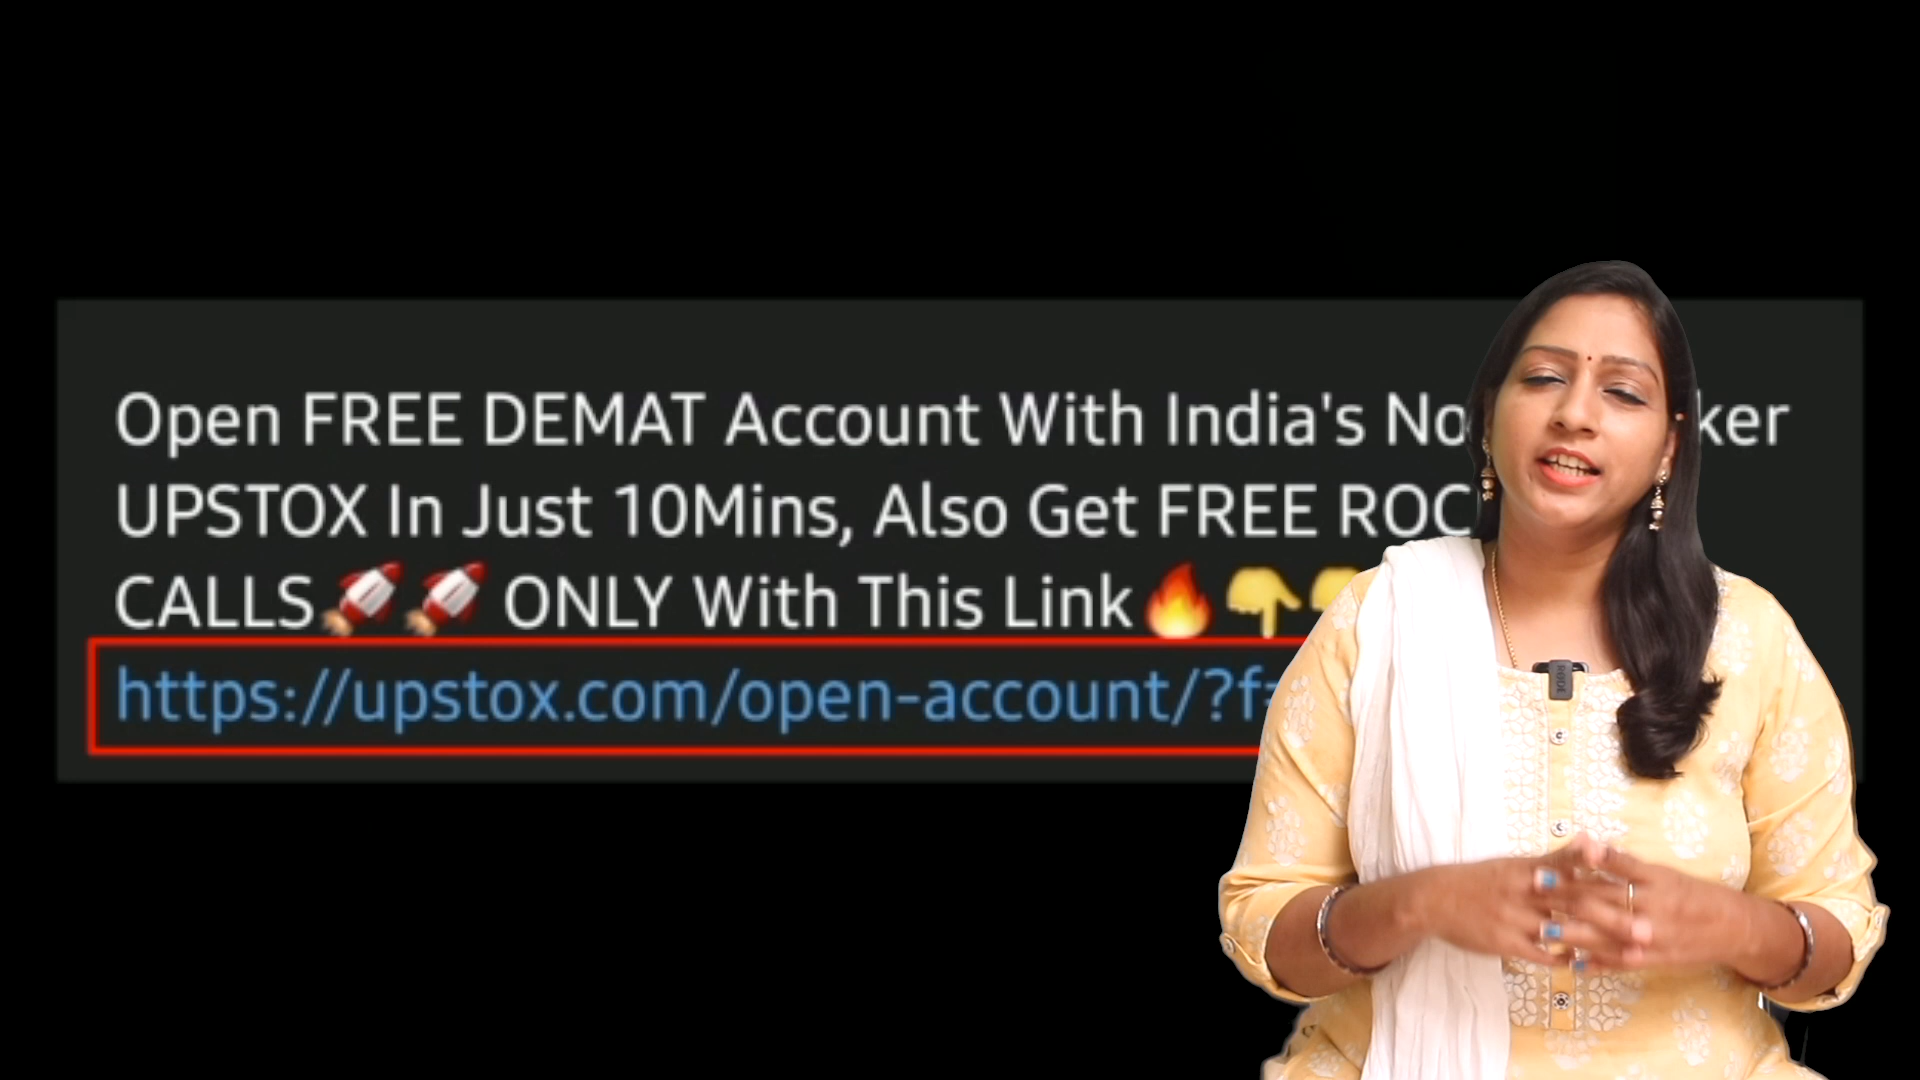 Open FREE DEMAT Account With India's
UPSTOX In Just 10Mins, Also Get FREE
CALLS🚀🚀 ONLY With This Link🔥👇
https://upstox.com/open-account/?f=
RØDE